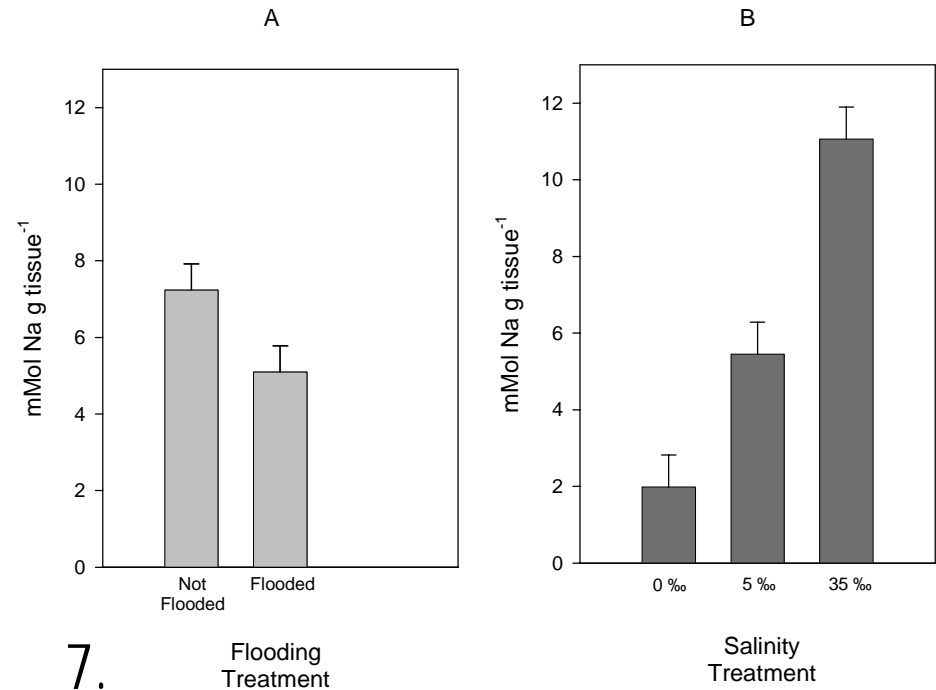 A
12
10
8
6
4
2
0
mMol Na g tissue-1
Not
Flooded
Flooded
Flooding
Treatment
B
12
10
8
6
4
2
0
mMol Na g tissue-1
0 ‰
5 ‰
35 ‰
Salinity
Treatment
7.